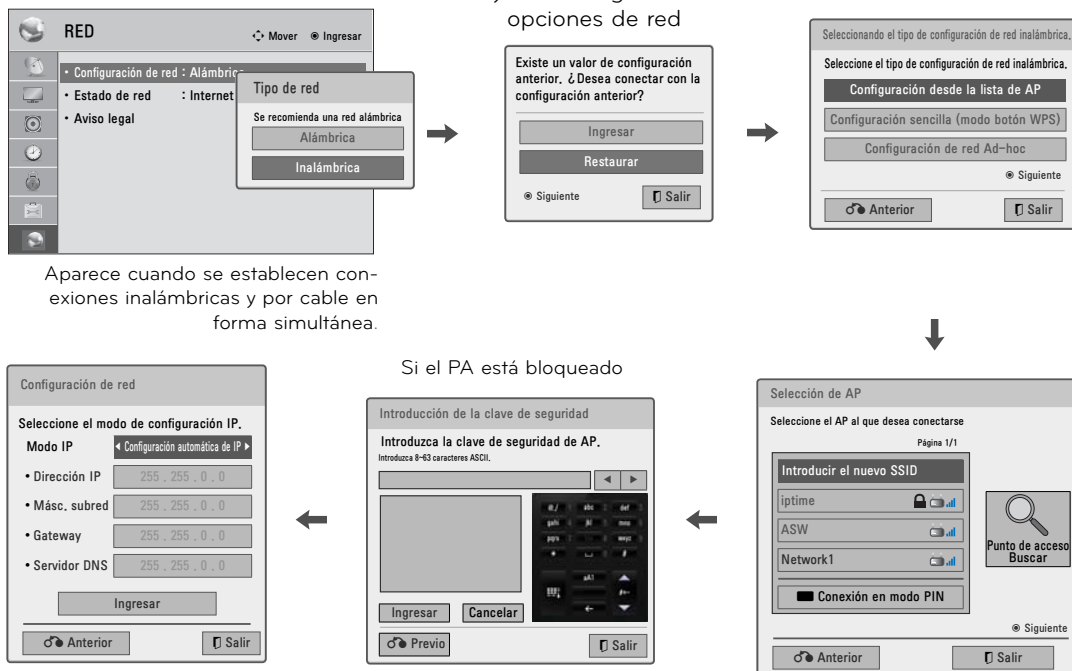 opciones de red
RED
Mover ◉ Ingresar
• Configuración de red : Alámbrica
• Estado de red : Internet
• Aviso legal
Tipo de red
Se recomienda una red alámbrica
Alámbrica
Inalámbrica
Aparece cuando se establecen con-
exiones inalámbricas y por cable en
forma simultánea.
Existe un valor de configuración
anterior. ¿Desea conectar con la
configuración anterior?
Ingresar
Restaurar
◉ Siguiente
Salir
Seleccionando el tipo de configuración de red inalámbrica.
Seleccione el tipo de configuración de red inalámbrica.
Configuración desde la lista de AP
Configuración sencilla (modo botón WPS)
Configuración de red Ad-hoc
◉ Siguiente
Anterior
Salir
Selección de AP
Seleccione el AP al que desea conectarse
Página 1/1
Introducir el nuevo SSID
iptime
ASW
Network1
Conexión en modo PIN
Punto de acceso
Buscar
◉ Siguiente
Anterior
Salir
Si el PA está bloqueado
Introducción de la clave de seguridad
Introduzca la clave de seguridad de AP.
Introduzca 8~63 caracteres ASCII.
abc def
jkl mno
Ingresar
Cancelar
Previo
Salir
Configuración de red
Seleccione el modo de configuración IP.
Modo IP ◂ Configuración automática de IP ▸
• Dirección IP 255 . 255 . 0 . 0
• Másc. subred 255 . 255 . 0 . 0
• Gateway 255 . 255 . 0 . 0
• Servidor DNS 255 . 255 . 0 . 0
Ingresar
Anterior
Salir